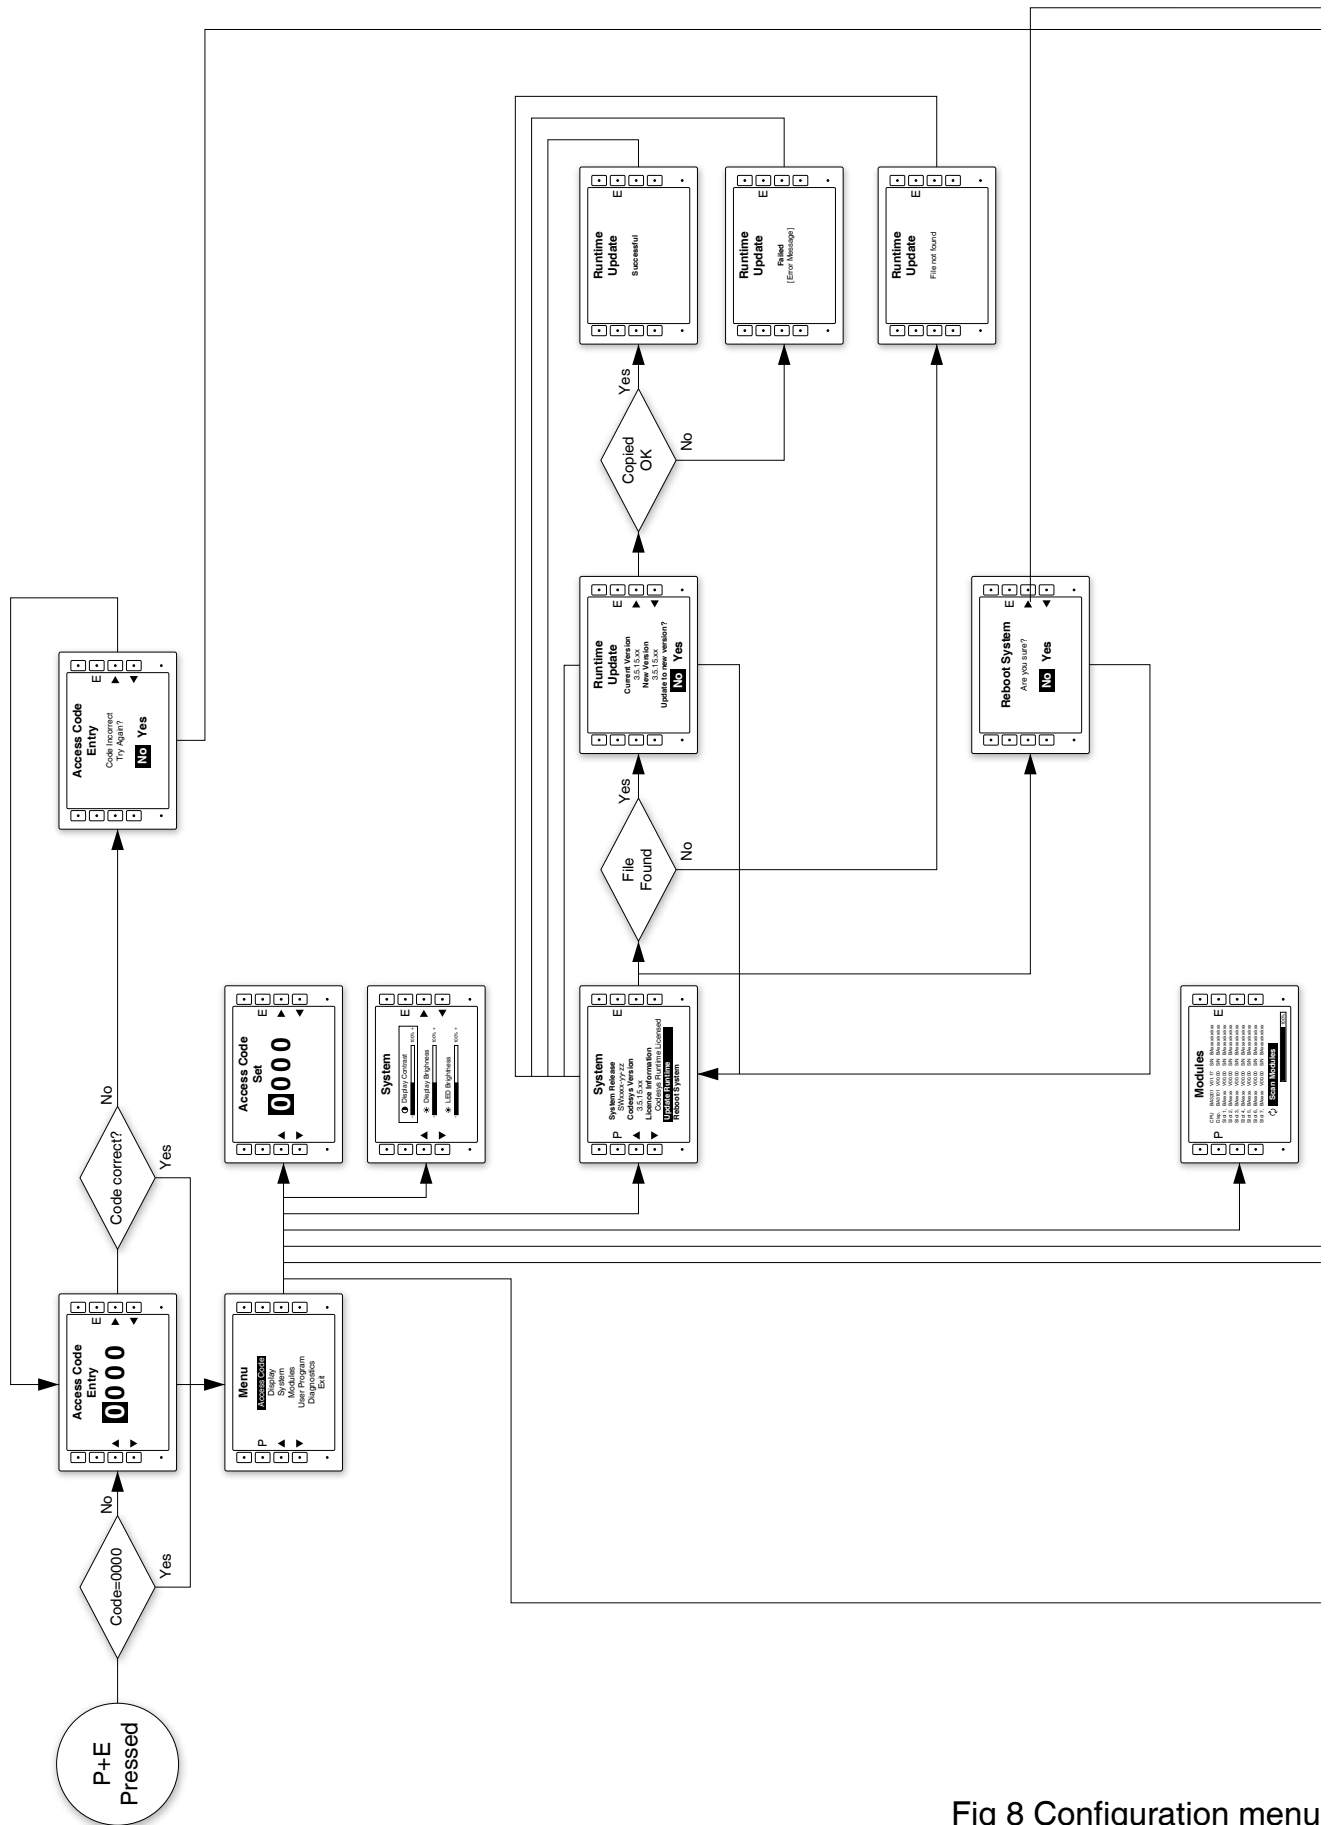 P+E
Pressed
Code=0000
No
Yes
Access Code
Entry
0000
E
Code correct?
No
Yes
Access Code
Entry
Code Incorrect
Try Again?
No Yes
E
Menu
Access Code
Display
System
Modules
User Program
Diagnostics
Exit
P
Access Code
Set
0000
E
System
Display Contrast
100% +
Display Brighness
100% +
LED Brightness
100% +
E
System
System Release
SWxxxx-yy-zz
Codesys Version
3.5.15.xx
Licence Information
Codesys Runtime Licensed
Update Runtime
Reboot System
P
E
File
Found
Yes
No
Runtime
Update
Current Version
3.5.15.xx
New Version
3.5.15.xx
Update to new version?
No Yes
E
Copied
OK
Yes
No
Runtime
Update
Successful
E
Runtime
Update
Failed
[Error Message]
E
Runtime
Update
File not found
E
Reboot System
Are you sure?
No Yes
E
Modules
P
E
Scan Modules
100%
Fig 8 Configuration menu